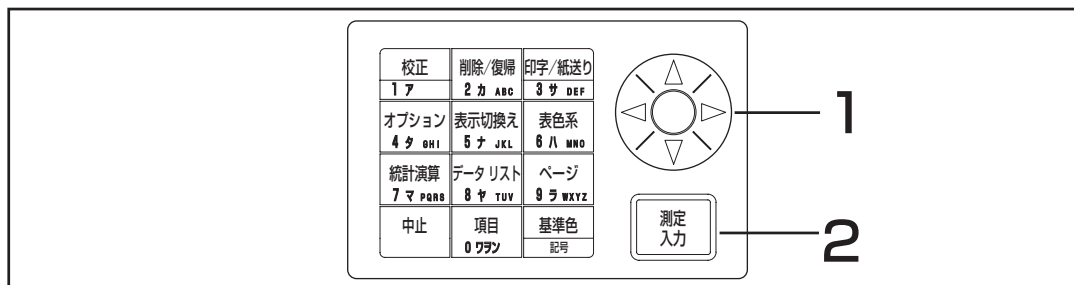 校正 削除/復帰 印字/紙送り
1 ア 2 カ ABC 3 サ DEF
オプション 表示切換え 表色系
4 タ GHI 5 ナ JKL 6 ハ MNO
統計演算 データリスト ページ
7 マ PQRS 8 ヤ TUV 9 ラ WXYZ
中止 項目 基準色
0 ワヲン 記号
測定
入力
1
2